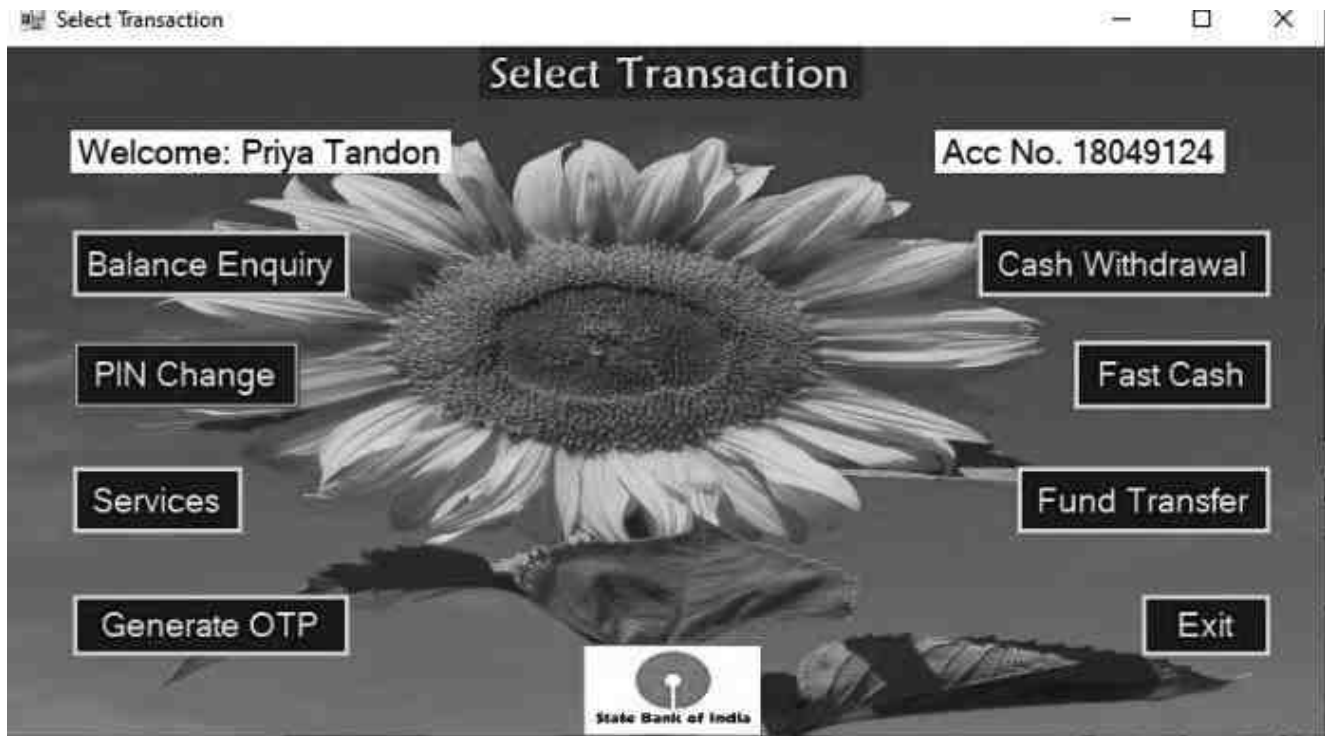 Select Transaction
Select Transaction
Welcome: Priya Tandon
Acc No. 18049124
Balance Enquiry
Cash Withdrawal
PIN Change
Fast Cash
Services
Fund Transfer
Generate OTP
Exit
State Bank of India